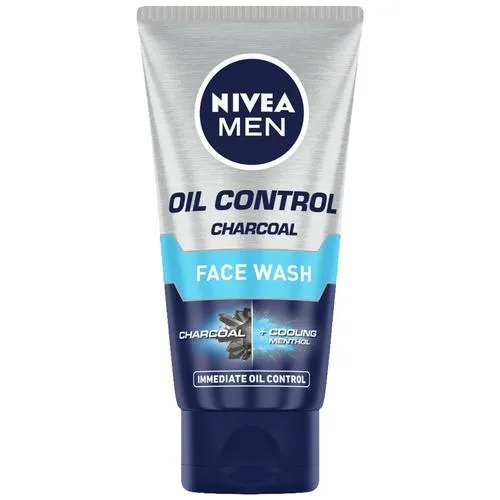 NIVEA
MEN
OIL CONTROL
CHARCOAL
FACE WASH
CHARCOAL
+ COOLING
MENTHOL
IMMEDIATE OIL CONTROL